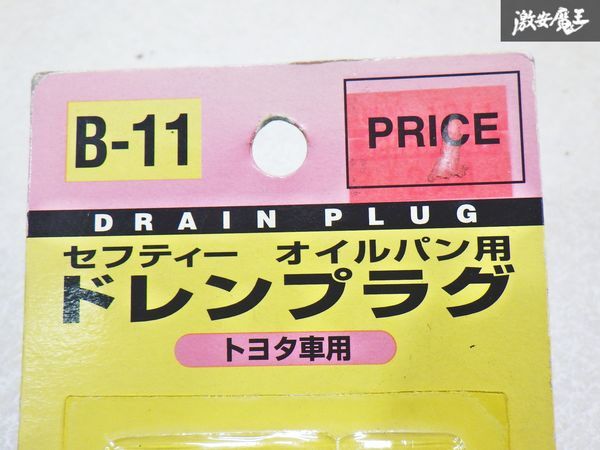 激安魔王
B-11
PRICE
DRAIN PLUG
セフティー オイルパン用
ドレンプラグ
トヨタ車用